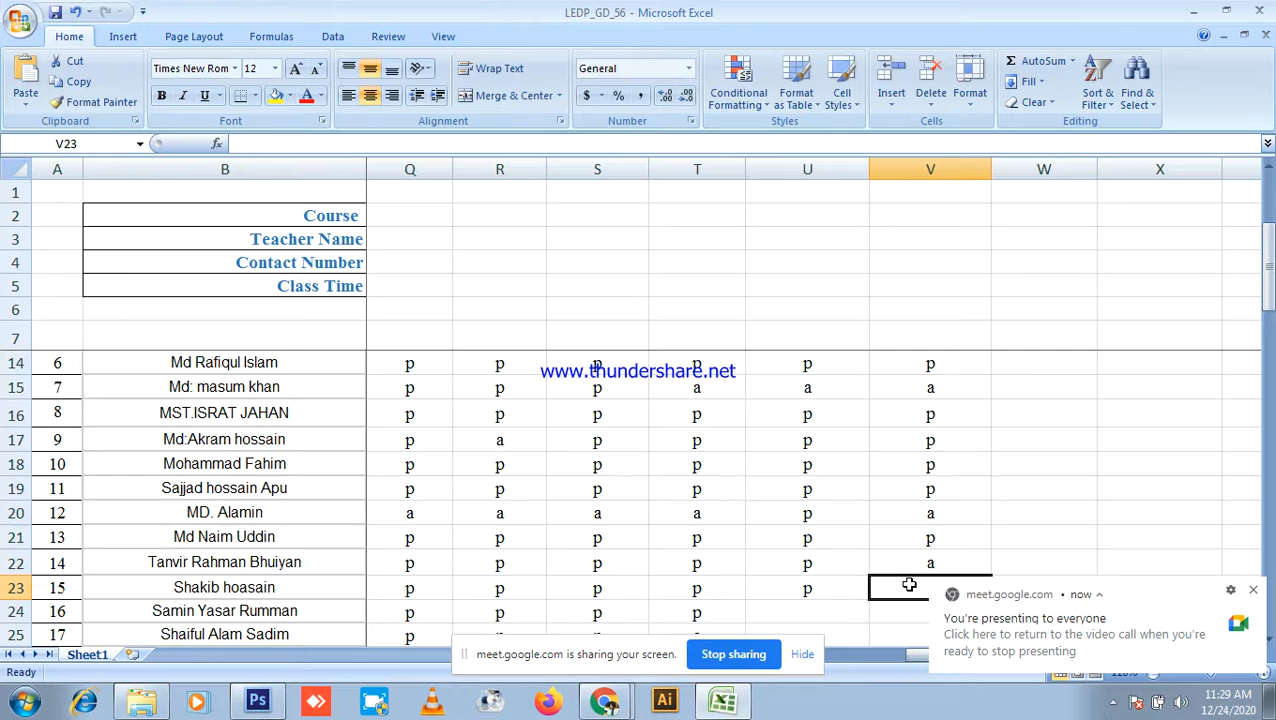 LEDP_GD_56 - Microsoft Excel
Home Insert Page Layout Formulas Data Review View
Paste
Cut
Copy
Format Painter
Times New Rom 12
B I U A
Wrap Text
Merge & Center
General
$ % ,
Conditional Formatting
Format as Table
Cell Styles
Insert
Delete
Format
Σ AutoSum
Fill
Clear
Sort & Filter
Find & Select
Clipboard Font Alignment Number Styles Cells Editing
V23 fx
A B Q R S T U V W X
1
2 Course
3 Teacher Name
4 Contact Number
5 Class Time
6
7
14 6 Md Rafiqul Islam p p p p p p
www.thundershare.net
15 7 Md: masum khan p p p a a a
16 8 MST.ISRAT JAHAN p p p p p p
17 9 Md:Akram hossain p a p p p p
18 10 Mohammad Fahim p p p p p p
19 11 Sajjad hossain Apu p p p p p p
20 12 MD. Alamin a a a a p a
21 13 Md Naim Uddin p p p p p p
22 14 Tanvir Rahman Bhuiyan p p p p p a
23 15 Shakib hoasain p p p p p
24 16 Samin Yasar Rumman p p p p
25 17 Shaiful Alam Sadim p
meet.google.com • now
You're presenting to everyone
Click here to return to the video call when you're
ready to stop presenting
meet.google.com is sharing your screen. Stop sharing Hide
Sheet1
Ready
Ps
Ai
11:29 AM
12/24/2020